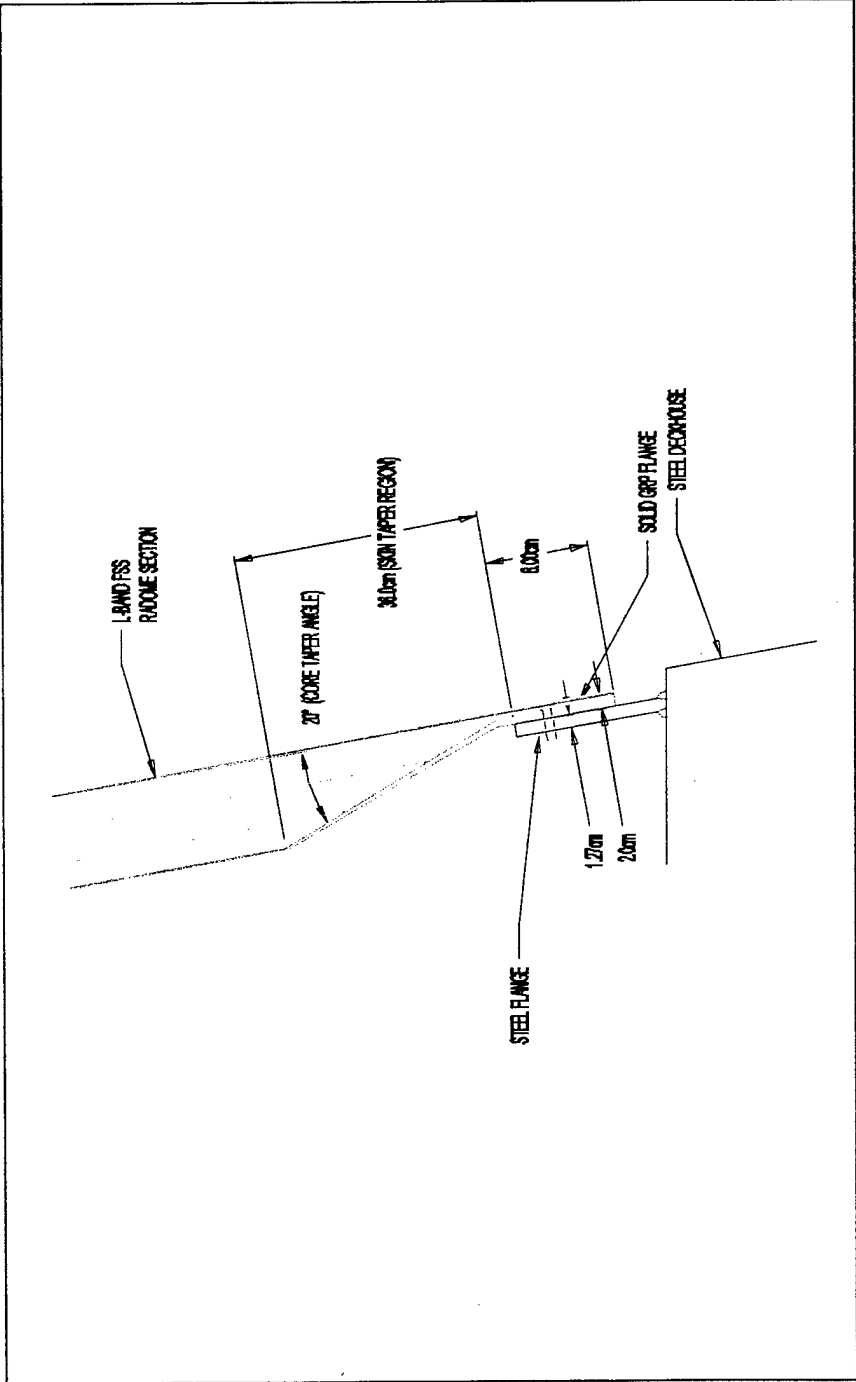 L-BAND FSS
RADOME SECTION
20° (CORE TAPER ANGLE)
36.0cm (SKIN TAPER REGION)
8.00cm
SOLID GRP FLANGE
STEEL DECKHOUSE
STEEL FLANGE
1.27cm
2.0cm